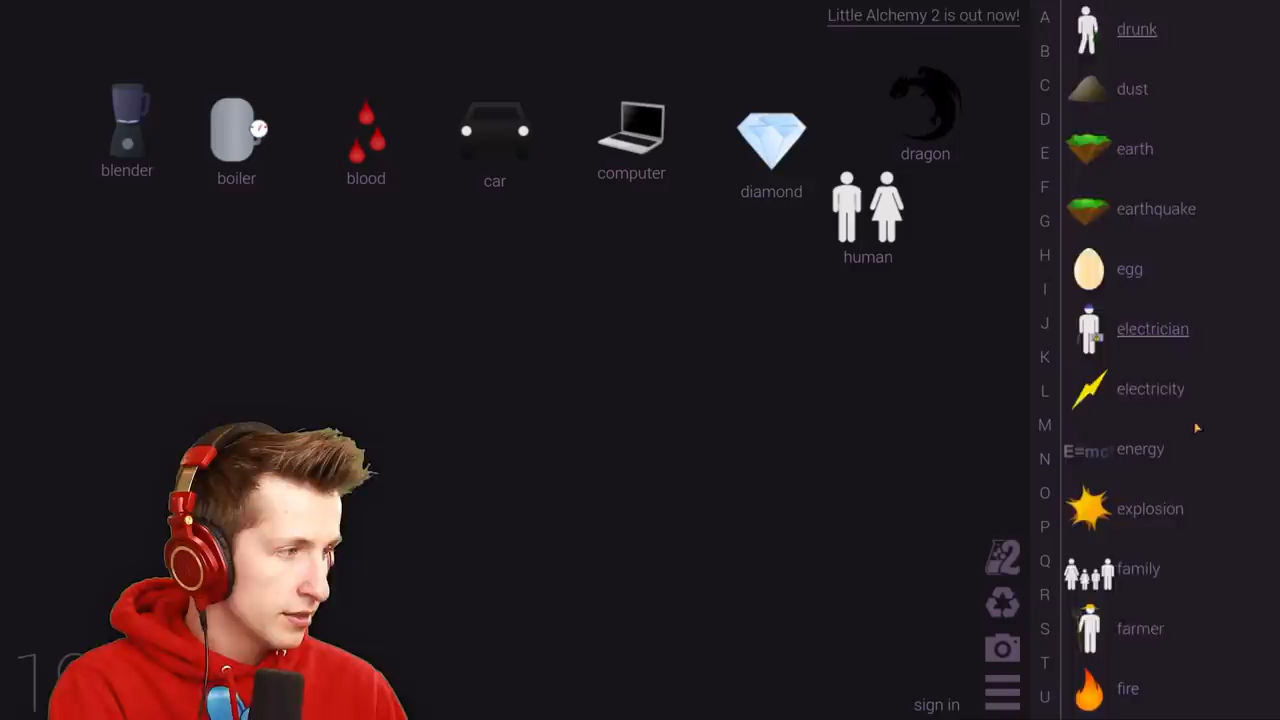 Little Alchemy 2 is out now!
blender
boiler
blood
car
computer
diamond
dragon
human
A
B
C
D
E
F
G
H
I
J
K
L
M
N
O
P
Q
R
S
T
U
drunk
dust
earth
earthquake
egg
electrician
electricity
E=mc energy
explosion
family
farmer
fire
2
sign in